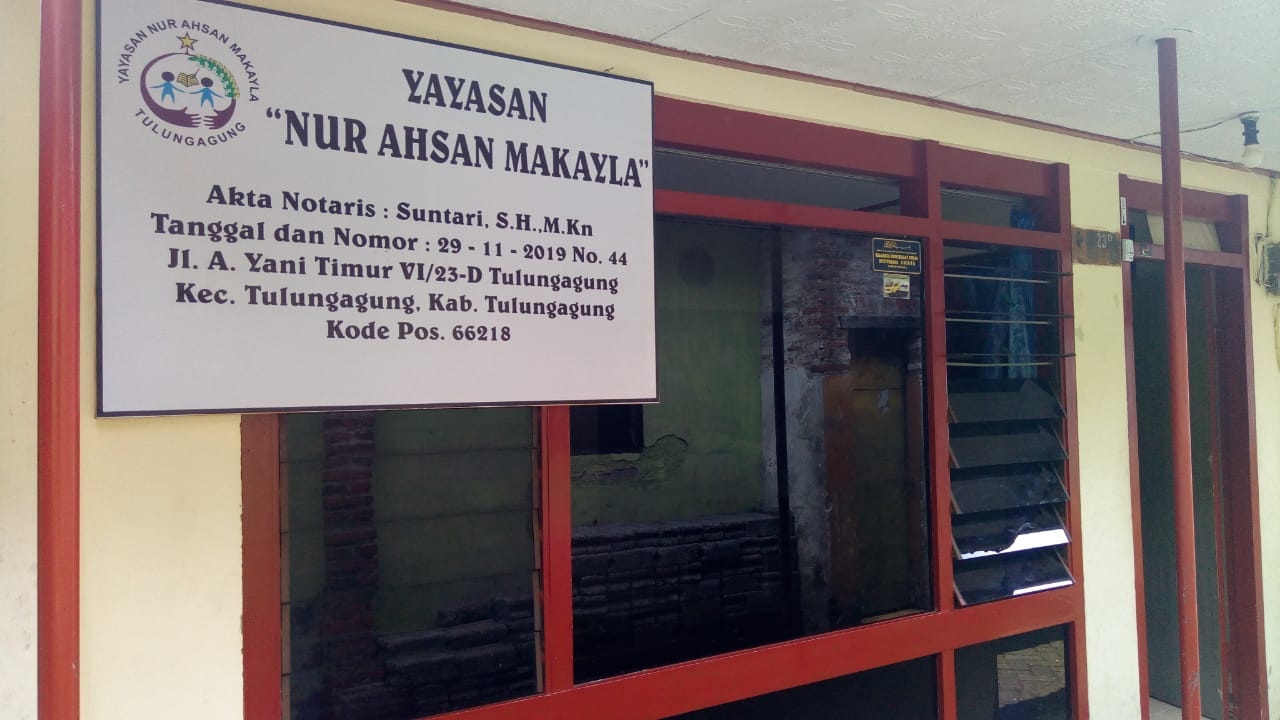 YAYASAN NUR AHSAN MAKAYLA
TULUNGAGUNG
YAYASAN
“NUR AHSAN MAKAYLA”
Akta Notaris : Suntari, S.H.,M.Kn
Tanggal dan Nomor : 29 - 11 - 2019 No. 44
Jl. A. Yani Timur VI/23-D Tulungagung
Kec. Tulungagung, Kab. Tulungagung
Kode Pos. 66218
23D